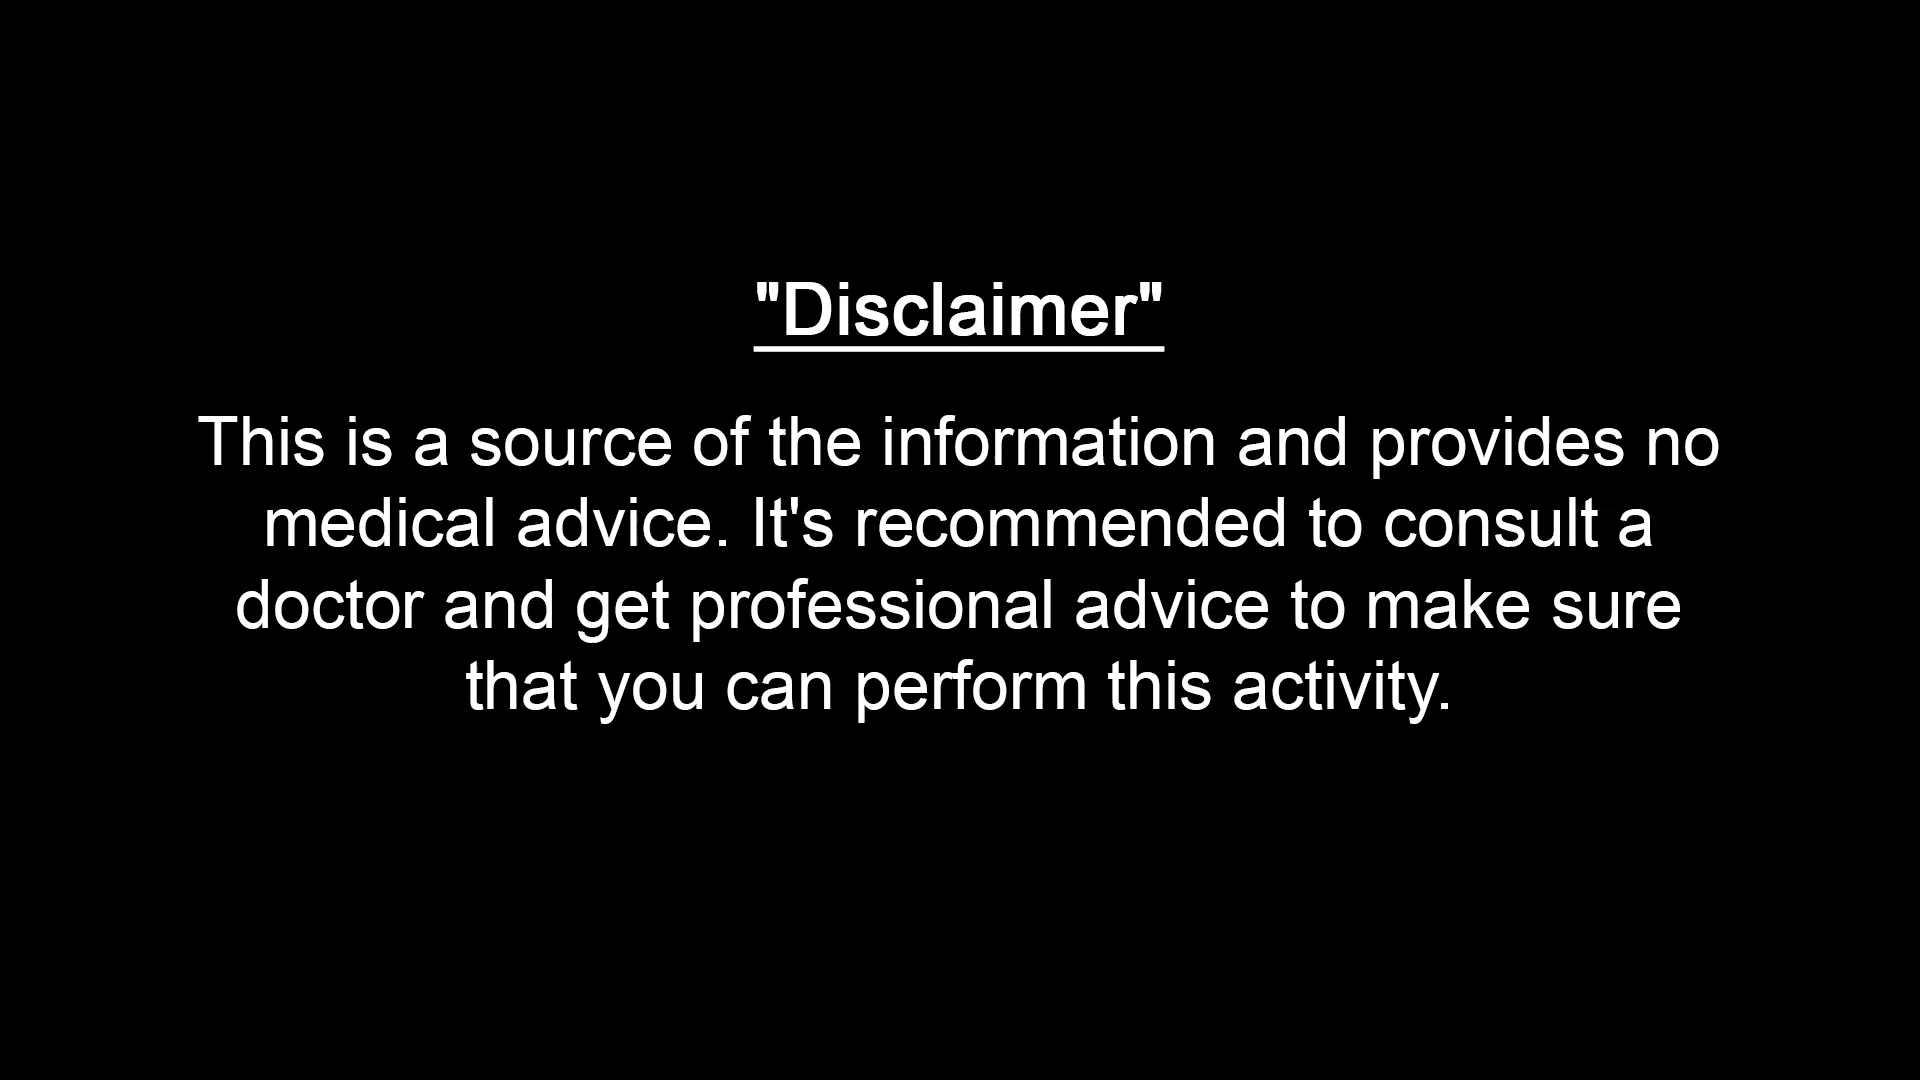 "Disclaimer"
This is a source of the information and provides no
medical advice. It's recommended to consult a
doctor and get professional advice to make sure
that you can perform this activity.